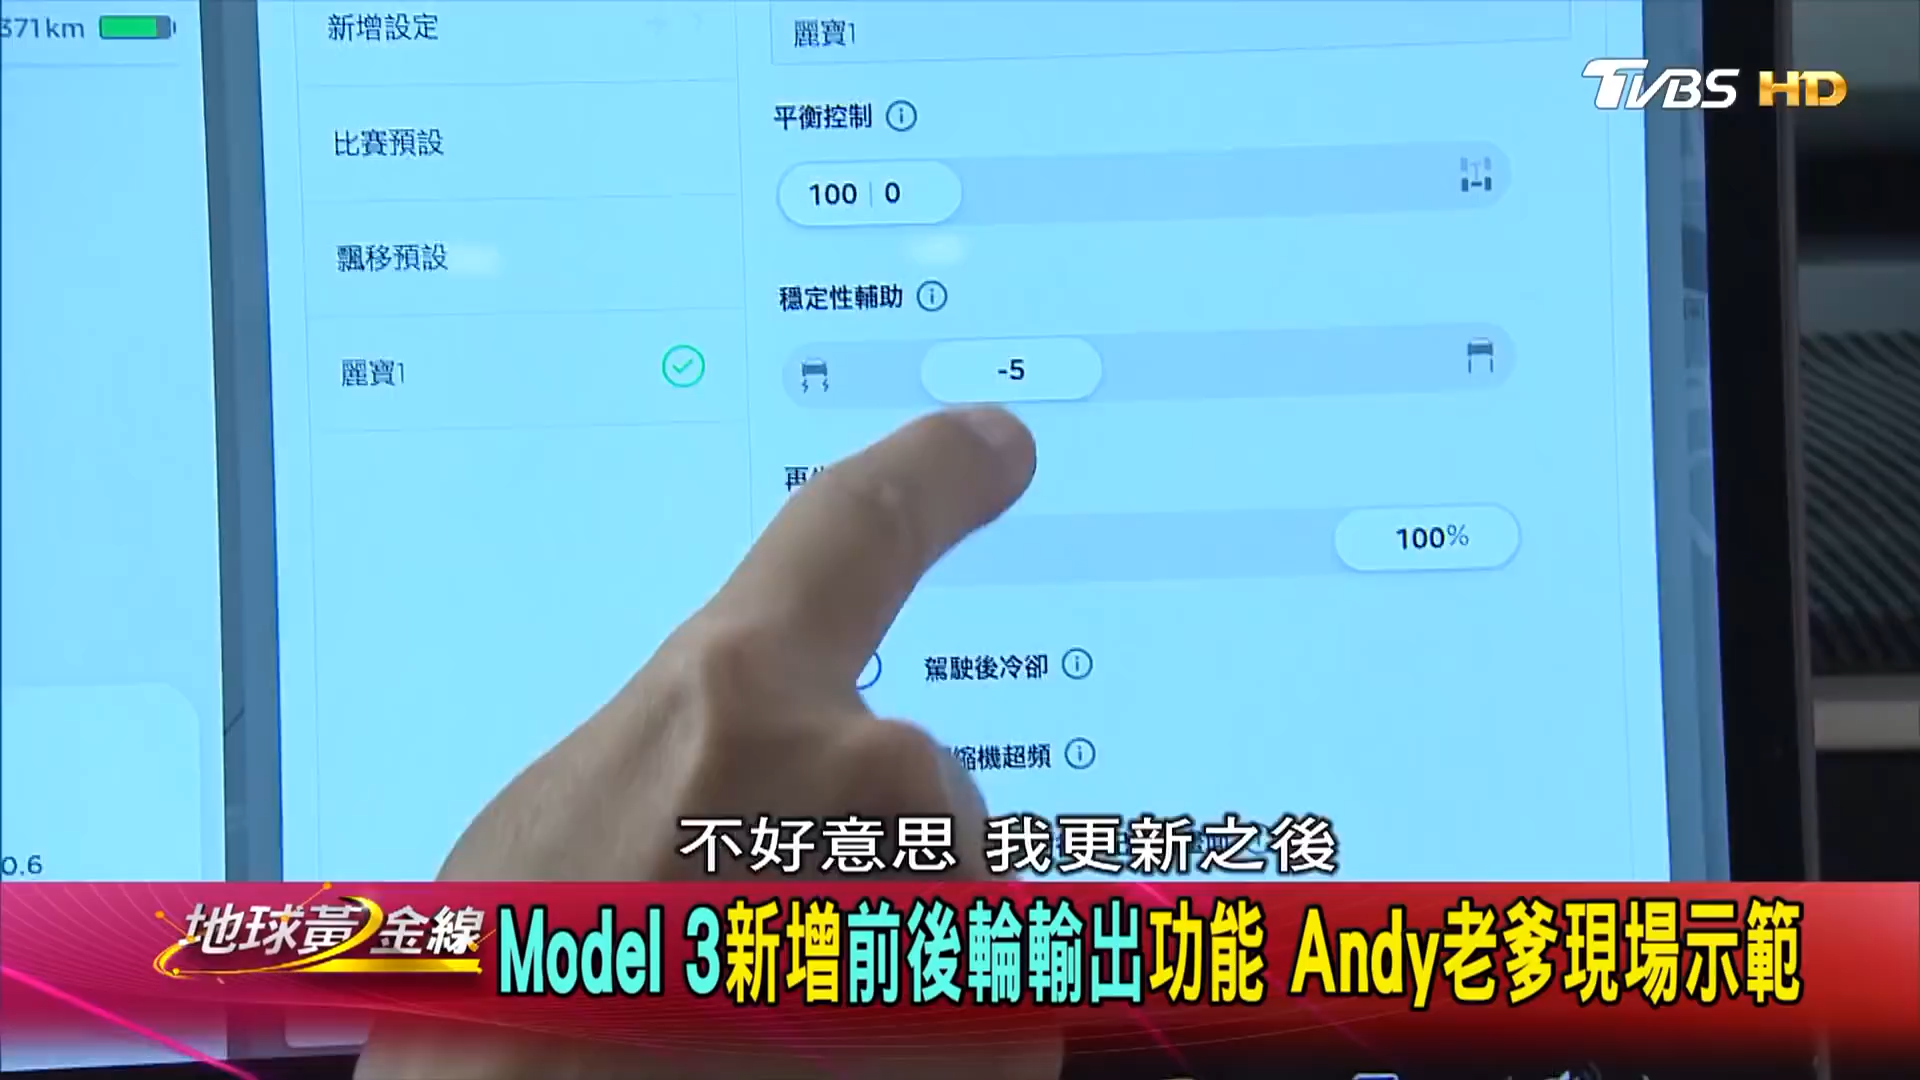 371km
新增設定
麗寶1
TVBS HD
平衡控制
比賽預設
100 | 0
飄移預設
穩定性輔助
麗寶1
-5
再
100%
駕駛後冷卻
縮機超頻
不好意思 我更新之後
0.6
地球黃金線
Model 3新增前後輪輸出功能 Andy老爹現場示範